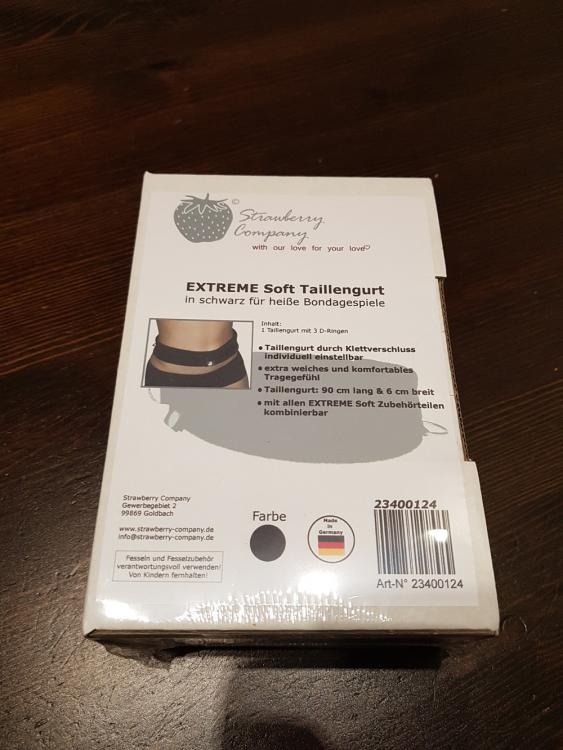 ©
Strawberry
Company
with our love for your love
EXTREME Soft Taillengurt
in schwarz für heiße Bondagespiele
Inhalt:
1 Taillengurt mit 3 D-Ringen
• Taillengurt durch Klettverschluss
individuell einstellbar
• extra weiches und komfortables
Tragegefühl
• Taillengurt: 90 cm lang & 6 cm breit
• mit allen EXTREME Soft Zubehörteilen
kombinierbar
Strawberry Company
Gewerbegebiet 2
99869 Goldbach
www.strawberry-company.de
info@strawberry-company.de
Fesseln und Fesselzubehör
verantwortungsvoll verwenden!
Von Kindern fernhalten!
Farbe
Made in
Germany
23400124
Art-N° 23400124